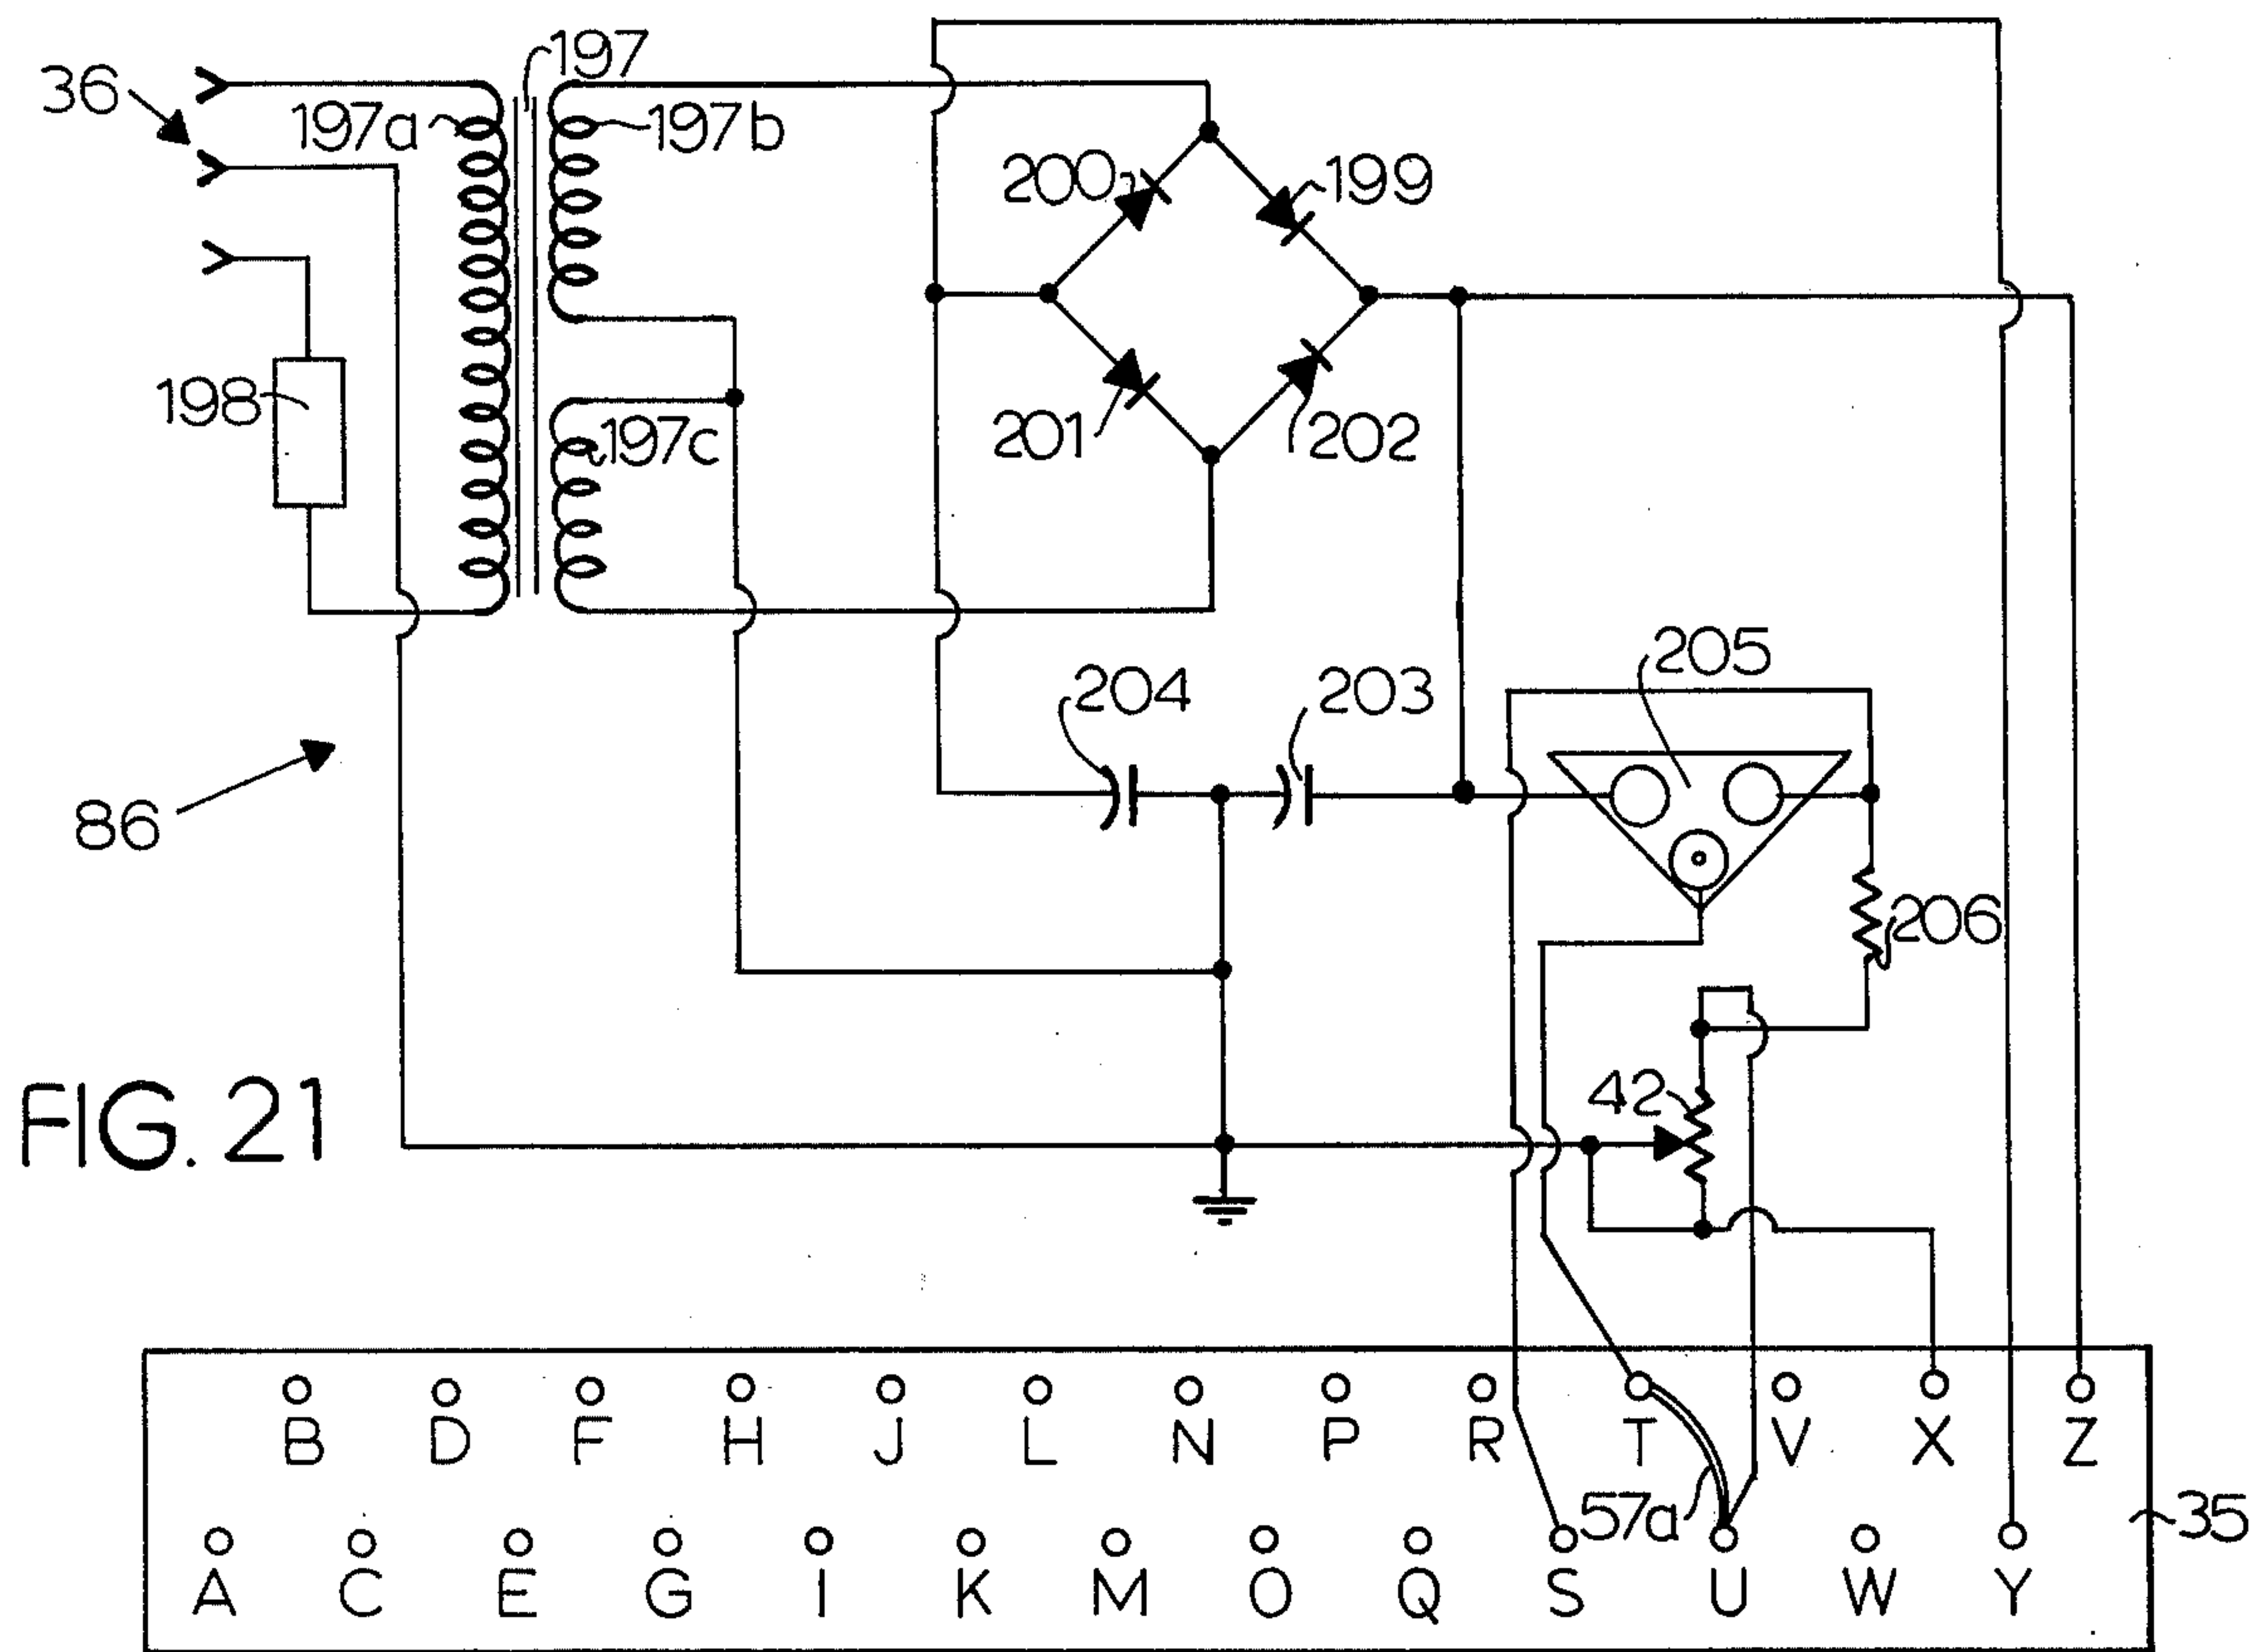 197
36
197a
197b
200
199
198
197c
201
202
205
204
203
86
206
42
FIG. 21
B D F H J L N P R T V X Z
57a
35
A C E G I K M O Q S U W Y